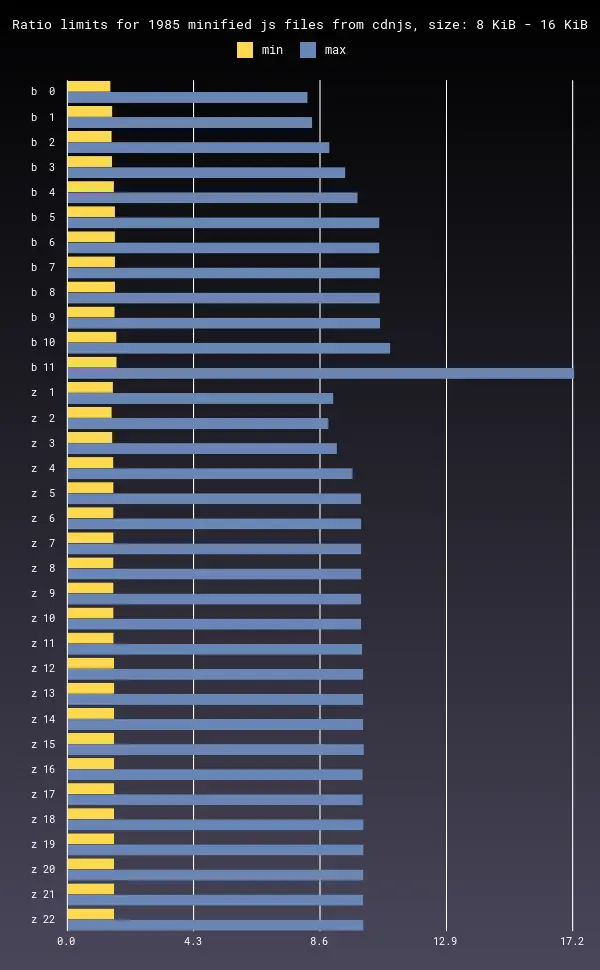 Ratio limits for 1985 minified js files from cdnjs, size: 8 KiB - 16 KiB
min max
b 0
b 1
b 2
b 3
b 4
b 5
b 6
b 7
b 8
b 9
b 10
b 11
z 1
z 2
z 3
z 4
z 5
z 6
z 7
z 8
z 9
z 10
z 11
z 12
z 13
z 14
z 15
z 16
z 17
z 18
z 19
z 20
z 21
z 22
0.0 4.3 8.6 12.9 17.2